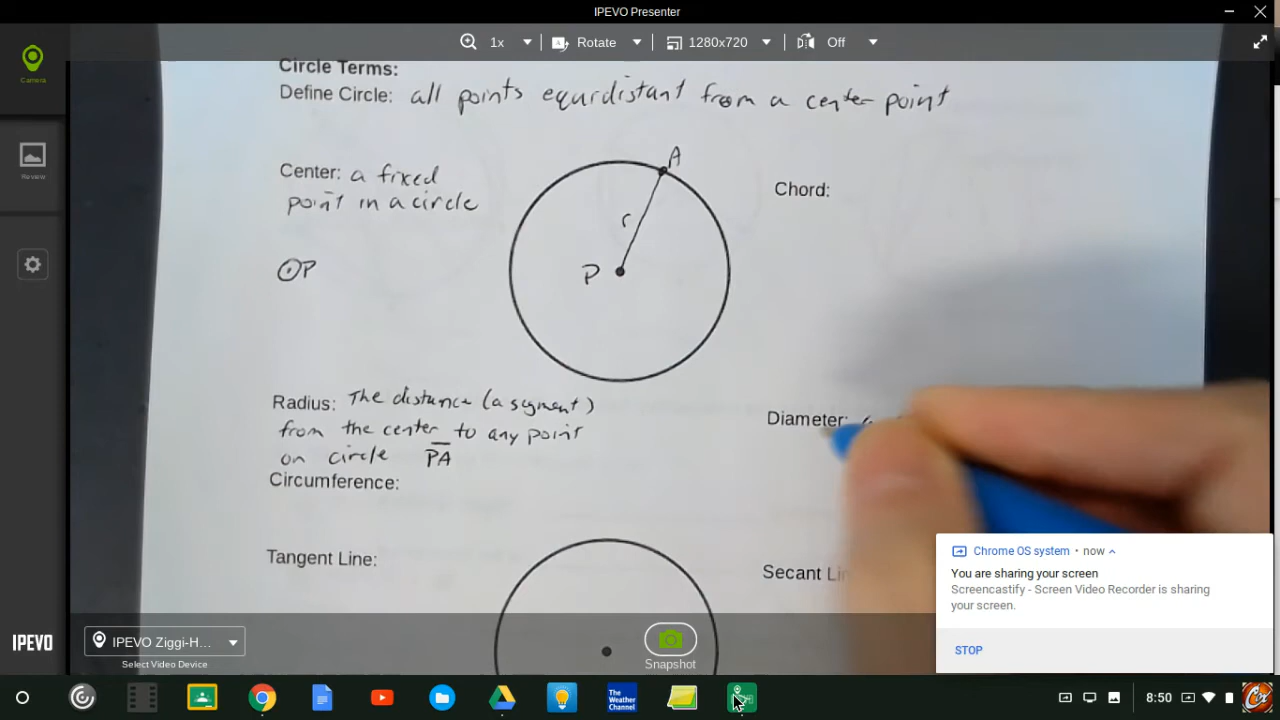 IPEVO Presenter
1x
Rotate
1280x720
Off
Camera
Review
Circle Terms:
Define Circle: all points equidistant from a center point
Center: a fixed
point in a circle
⊙P
A
r
P
Chord:
Radius: The distance (a segment)
from the center to any point
on circle PA
Circumference:
Diameter:
Tangent Line:
Secant Li
Chrome OS system • now
You are sharing your screen
Screencastify - Screen Video Recorder is sharing
your screen.
STOP
IPEVO
IPEVO Ziggi-H...
Select Video Device
Snapshot
The
Weather
Channel
8:50